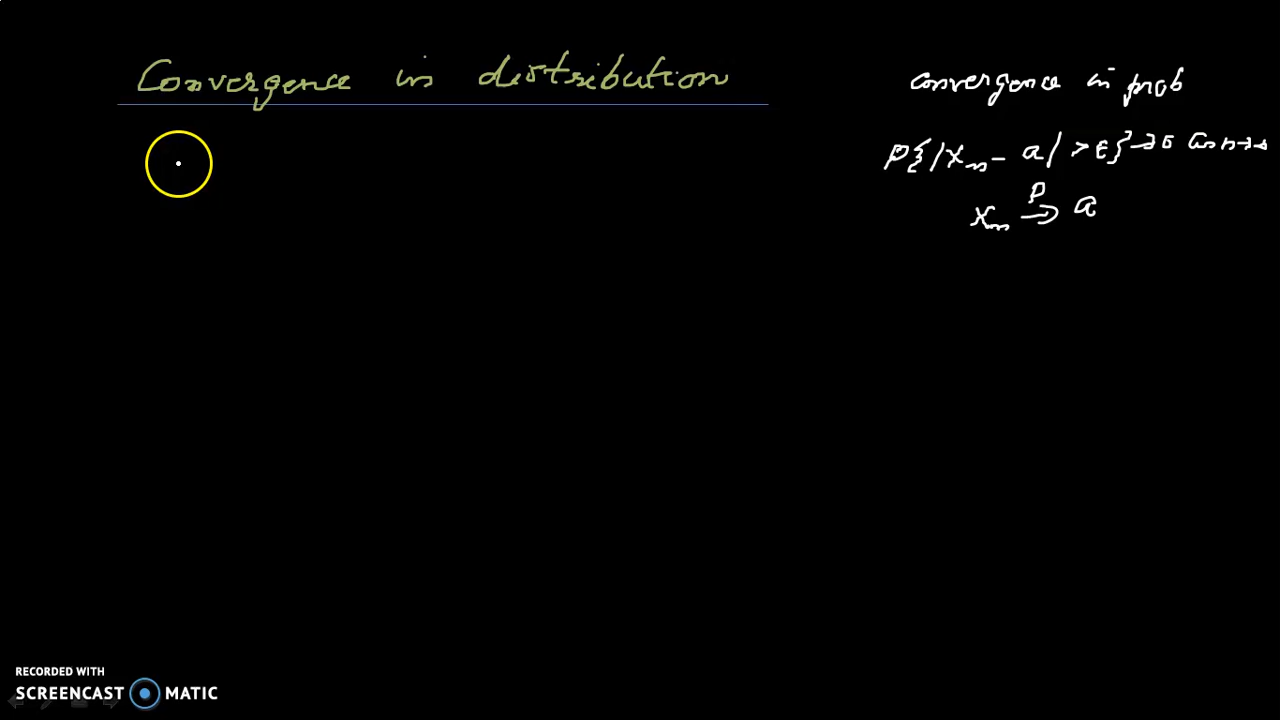 Convergence in distribution
convergence in prob
P{|Xn - a| > ε} → 0 as n →
Xn →P a
RECORDED WITH
SCREENCAST MATIC